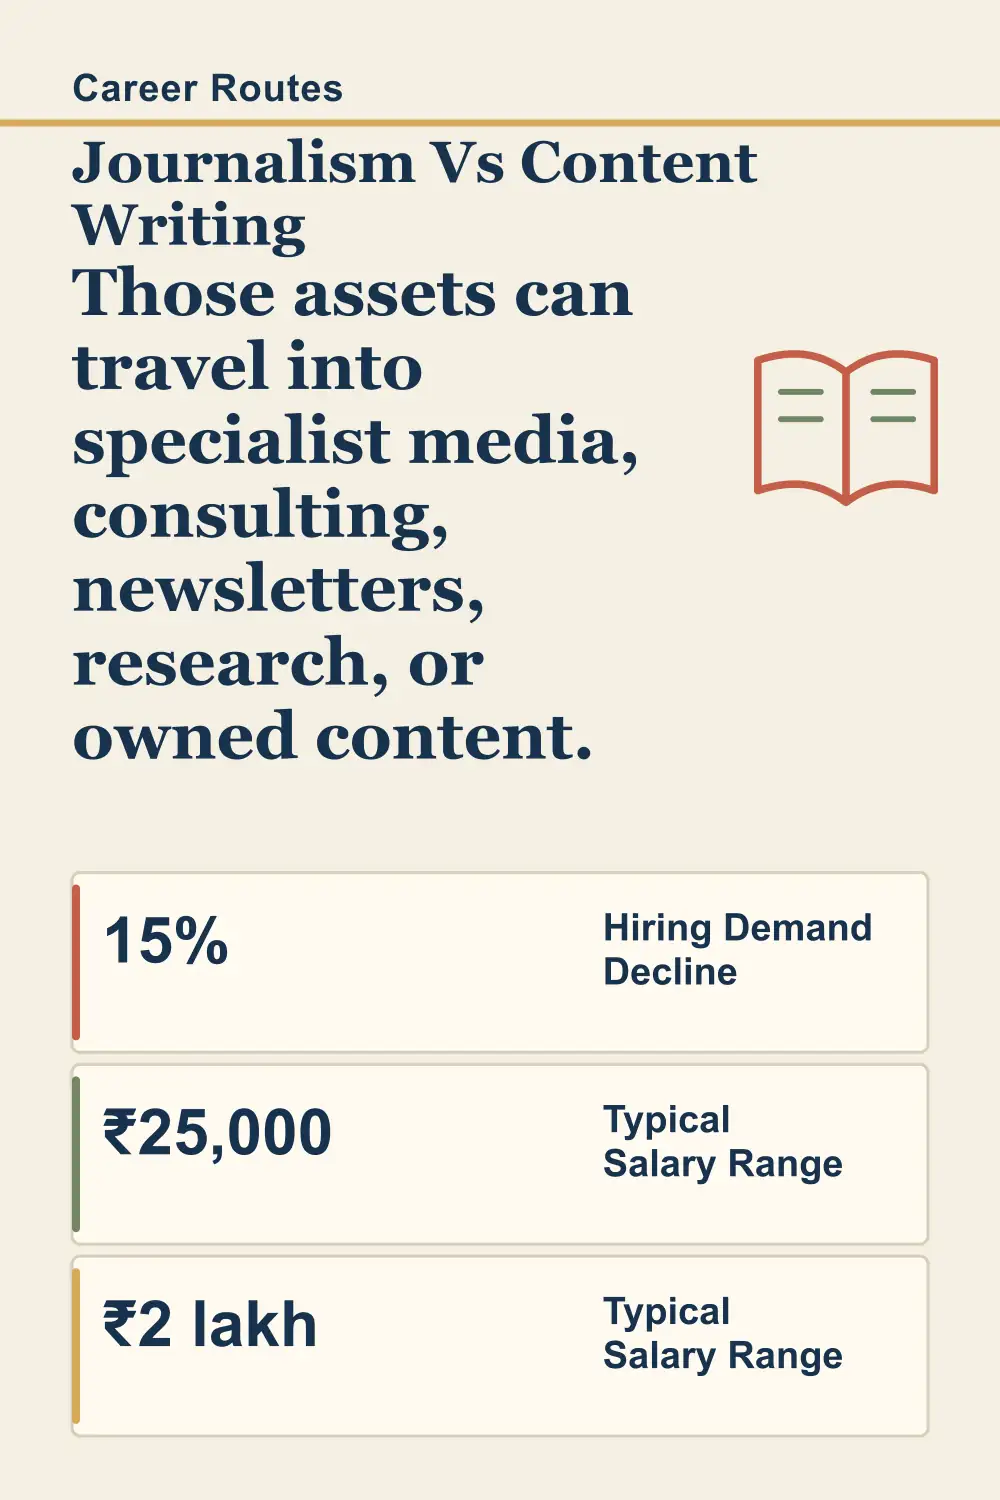 Career Routes
Journalism Vs Content
Writing
Those assets can
travel into
specialist media,
consulting,
newsletters,
research, or
owned content.
15%
Hiring Demand
Decline
₹25,000
Typical
Salary Range
₹2 lakh
Typical
Salary Range